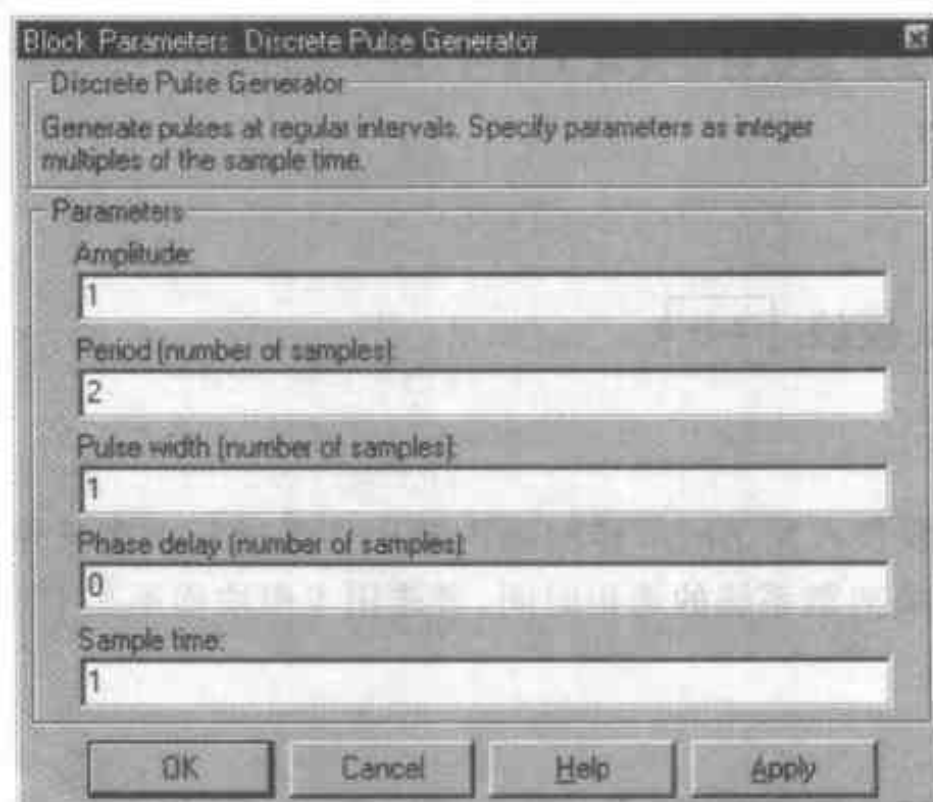 Block Parameters: Discrete Pulse Generator
Discrete Pulse Generator
Generate pulses at regular intervals. Specify parameters as integer
multiples of the sample time.
Parameters
Amplitude:
1
Period (number of samples):
2
Pulse width (number of samples):
1
Phase delay (number of samples):
0
Sample time:
1
OK
Cancel
Help
Apply